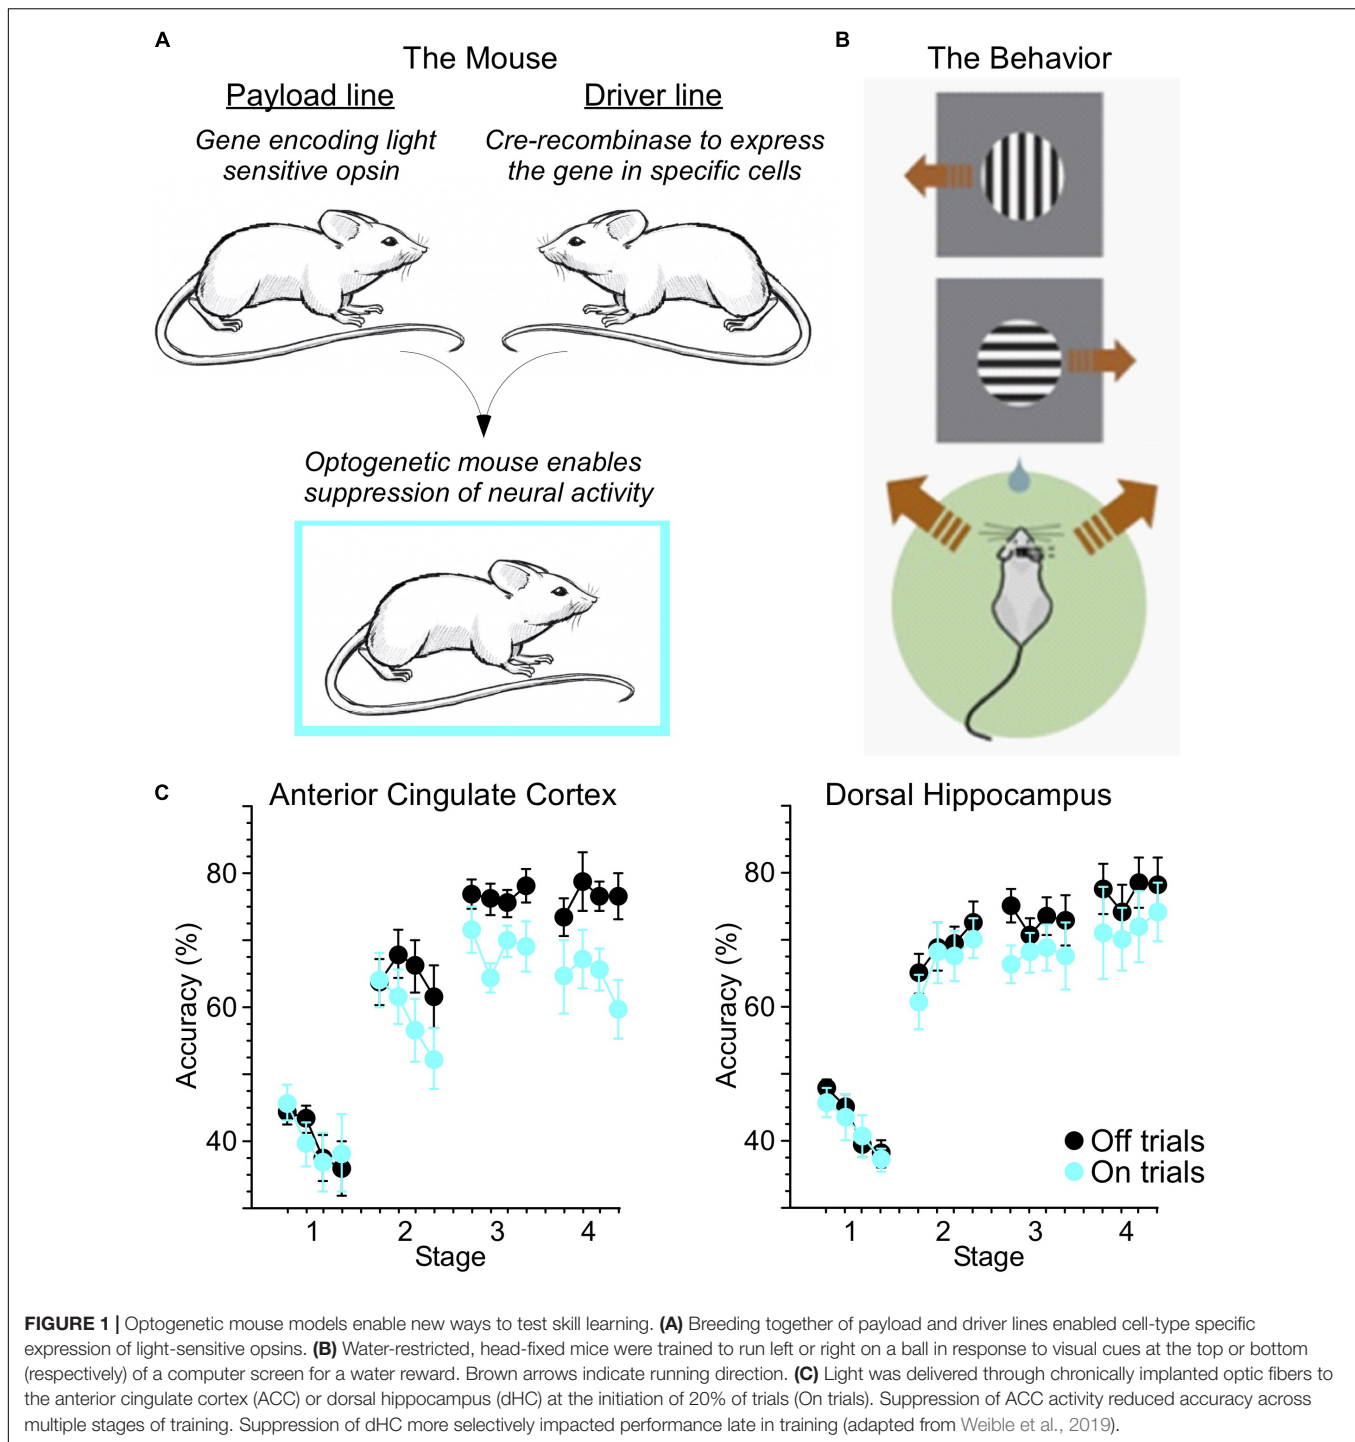 A
The Mouse
Payload line
Driver line
Gene encoding light
sensitive opsin
Cre-recombinase to express
the gene in specific cells
Optogenetic mouse enables
suppression of neural activity
B
The Behavior
C
Anterior Cingulate Cortex
Accuracy (%)
80
60
40
1 2 3 4
Stage
Dorsal Hippocampus
Accuracy (%)
80
60
40
Off trials
On trials
1 2 3 4
Stage
FIGURE 1 | Optogenetic mouse models enable new ways to test skill learning. (A) Breeding together of payload and driver lines enabled cell-type specific
expression of light-sensitive opsins. (B) Water-restricted, head-fixed mice were trained to run left or right on a ball in response to visual cues at the top or bottom
(respectively) of a computer screen for a water reward. Brown arrows indicate running direction. (C) Light was delivered through chronically implanted optic fibers to
the anterior cingulate cortex (ACC) or dorsal hippocampus (dHC) at the initiation of 20% of trials (On trials). Suppression of ACC activity reduced accuracy across
multiple stages of training. Suppression of dHC more selectively impacted performance late in training (adapted from Weible et al., 2019).